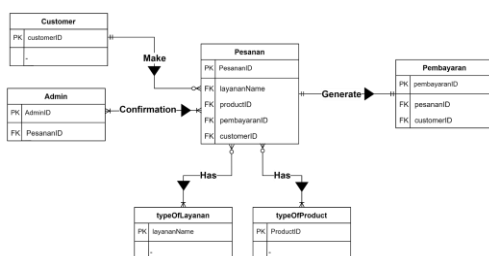 Customer
PK customerID
-
Make
Admin
PK AdminID
FK PesananID
Confirmation
Pesanan
PK PesananID
FK layananName
FK productID
FK pembayaranID
FK customerID
Generate
Pembayaran
PK pembayaranID
FK pesananID
FK customerID
Has
Has
typeOfLayanan
PK layananName
-
typeOfProduct
PK ProductID
-